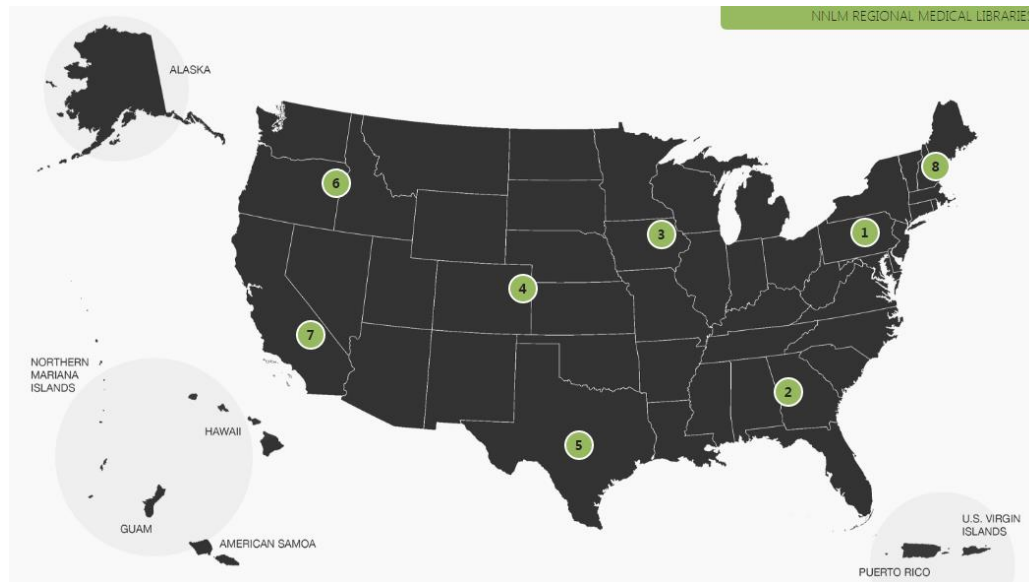 NNLM REGIONAL MEDICAL LIBRARIES
ALASKA
8
6
1
3
4
7
NORTHERN
MARIANA
ISLANDS
2
HAWAII
5
U.S. VIRGIN
ISLANDS
GUAM
AMERICAN SAMOA
PUERTO RICO